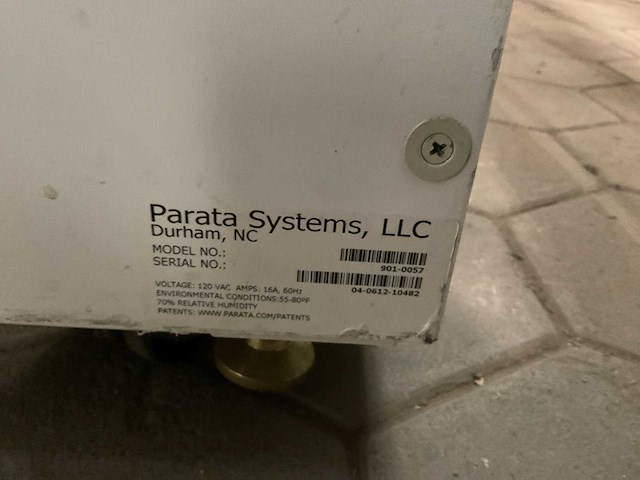 Parata Systems, LLC
Durham, NC
MODEL NO.:
901-0057
SERIAL NO.:
04-0612-10482
VOLTAGE: 120 VAC AMPS: 16A, 60Hz
ENVIRONMENTAL CONDITIONS:55-80ºF
70% RELATIVE HUMIDITY
PATENTS: WWW.PARATA.COM/PATENTS